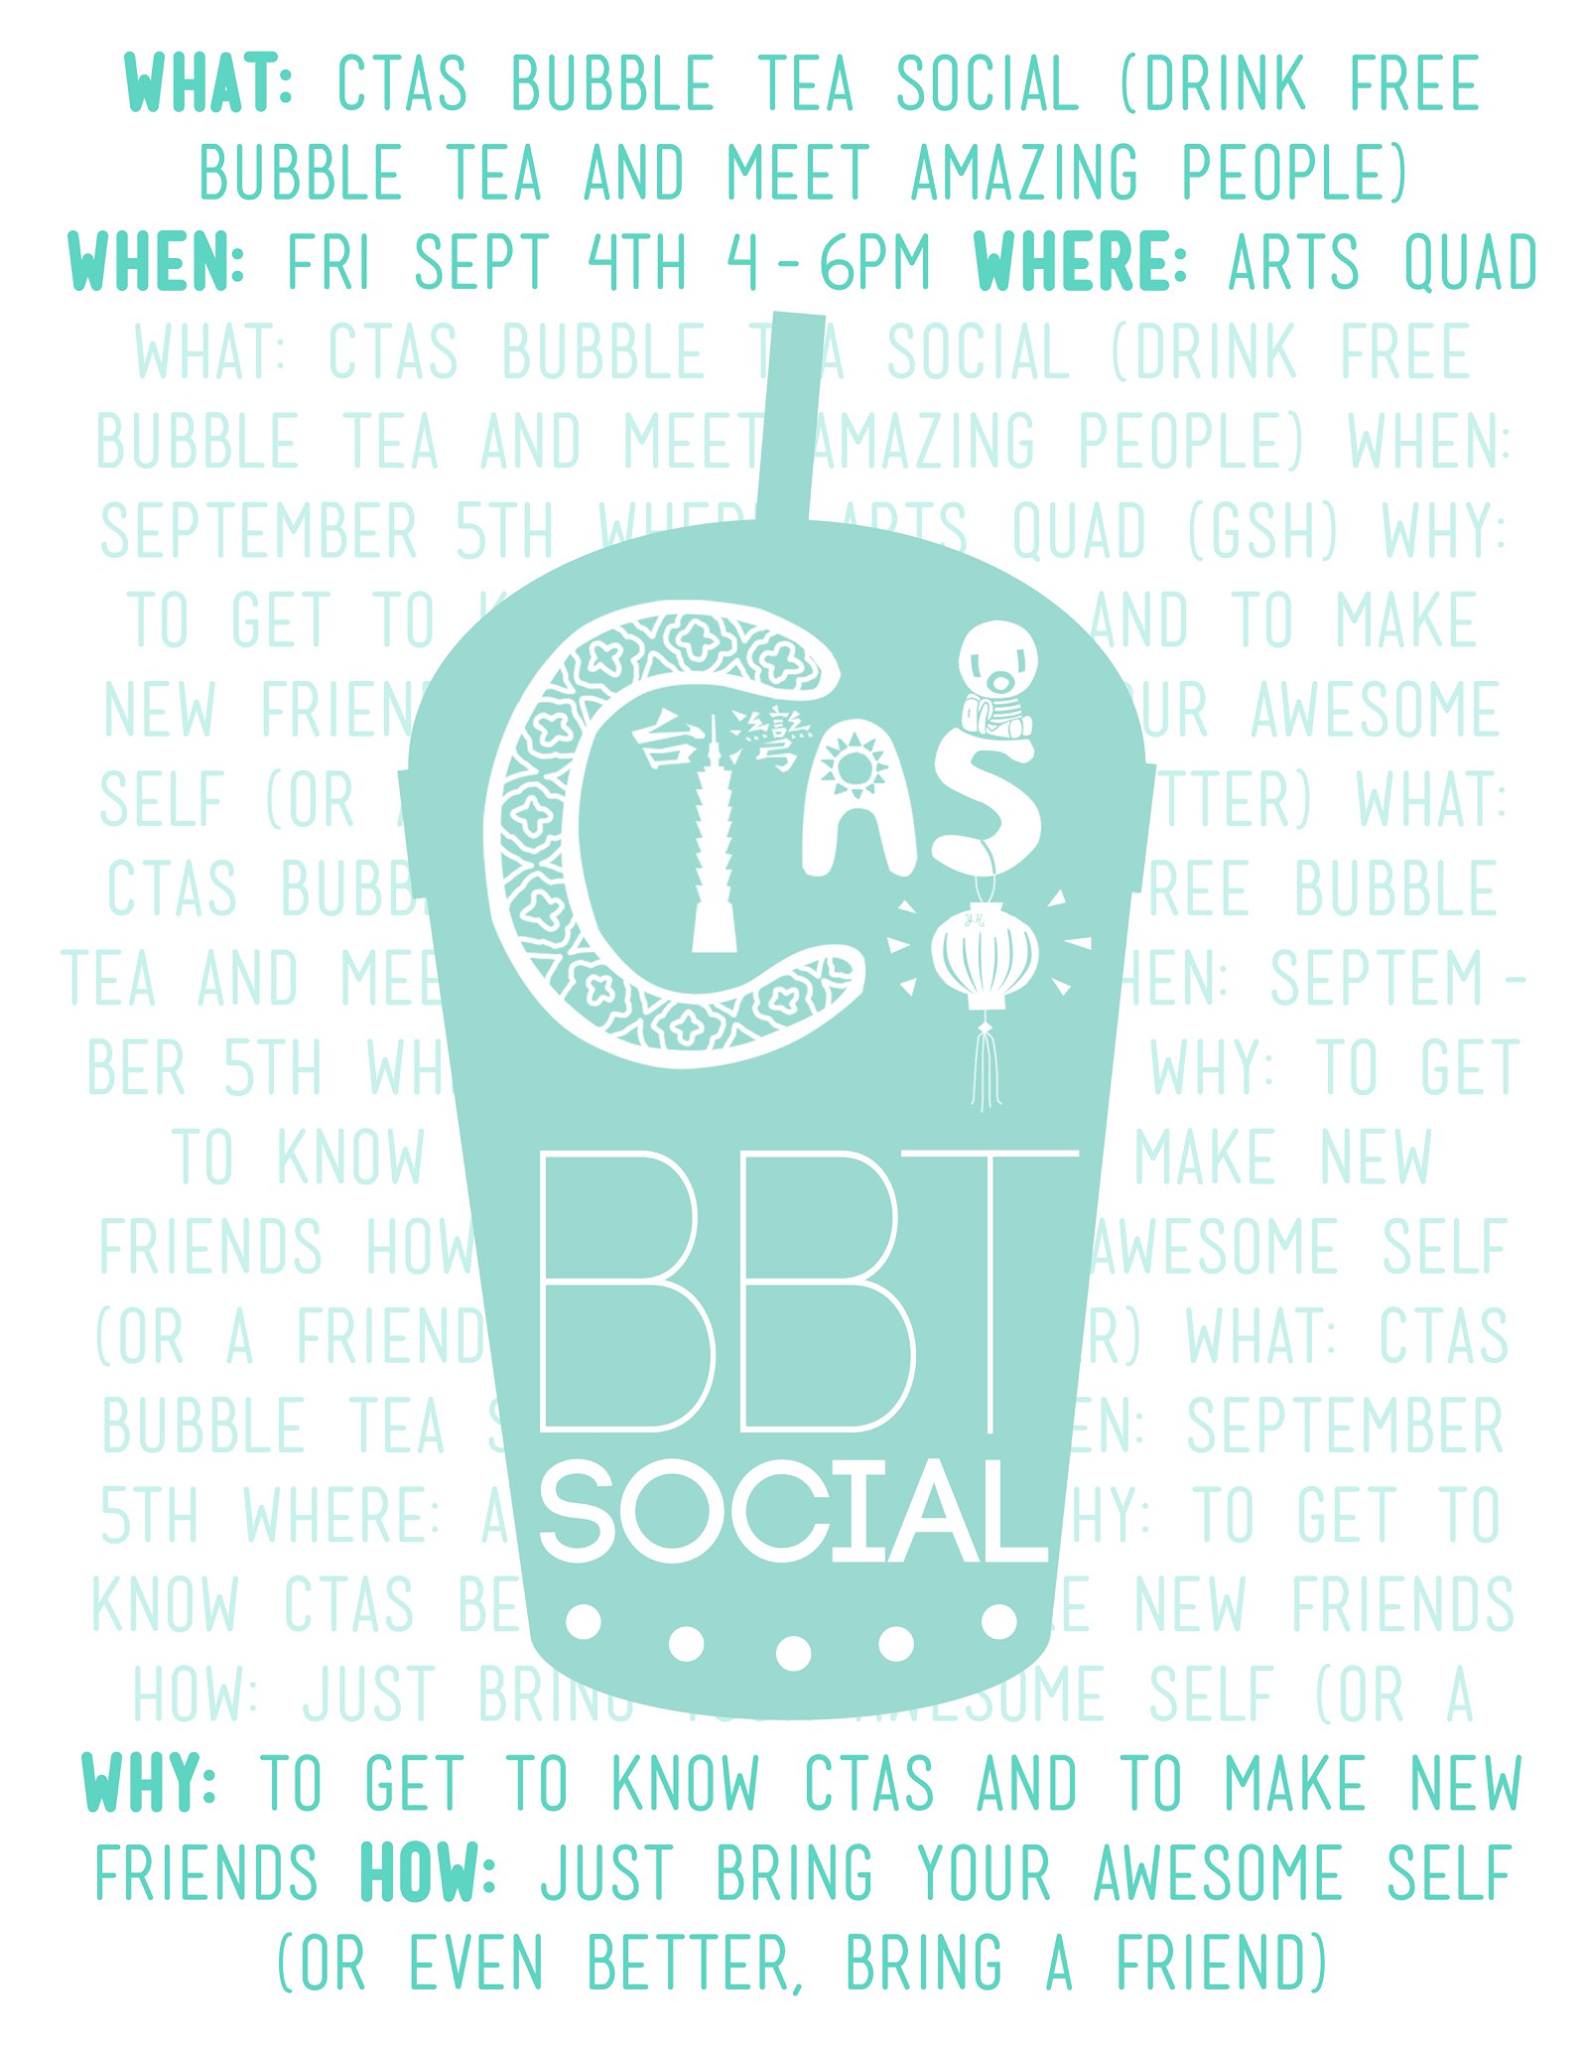 WHAT: CTAS BUBBLE TEA SOCIAL (DRINK FREE
BUBBLE TEA AND MEET AMAZING PEOPLE)
WHEN: FRI SEPT 4TH 4-6PM WHERE: ARTS QUAD
WHAT: CTAS BUBBLE T A SOCIAL (DRINK FREE
BUBBLE TEA AND MEET AMAZING PEOPLE) WHEN:
SEPTEMBER 5TH WHERE ARTS QUAD (GSH) WHY:
TO GET TO AND TO MAKE
NEW FRIEN UR AWESOME
SELF (OR TTER) WHAT:
CTAS BUBB REE BUBBLE
TEA AND MEE HEN: SEPTEM-
BER 5TH WH WHY: TO GET
TO KNOW MAKE NEW
FRIENDS HOW AWESOME SELF
(OR A FRIEND R) WHAT: CTAS
BUBBLE TEA S EN: SEPTEMBER
5TH WHERE: A HY: TO GET TO
KNOW CTAS BE E NEW FRIENDS
HOW: JUST BRING AWESOME SELF (OR A
CTAS
台灣
BBT
SOCIAL
WHY: TO GET TO KNOW CTAS AND TO MAKE NEW
FRIENDS HOW: JUST BRING YOUR AWESOME SELF
(OR EVEN BETTER, BRING A FRIEND)